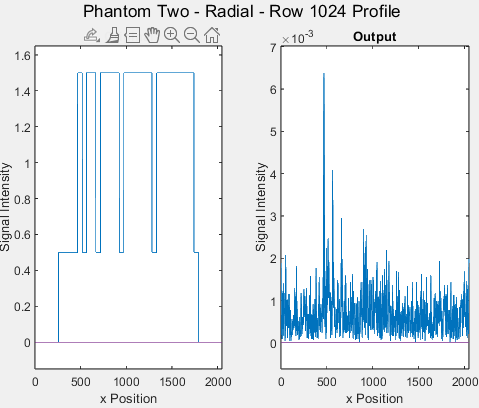 Phantom Two - Radial - Row 1024 Profile
Output
×10⁻³
1.6
1.4
1.2
1
0.8
0.6
0.4
0.2
0
Signal Intensity
0 500 1000 1500 2000
x Position
7
6
5
4
3
2
1
0
Signal Intensity
0 500 1000 1500 2000
x Position